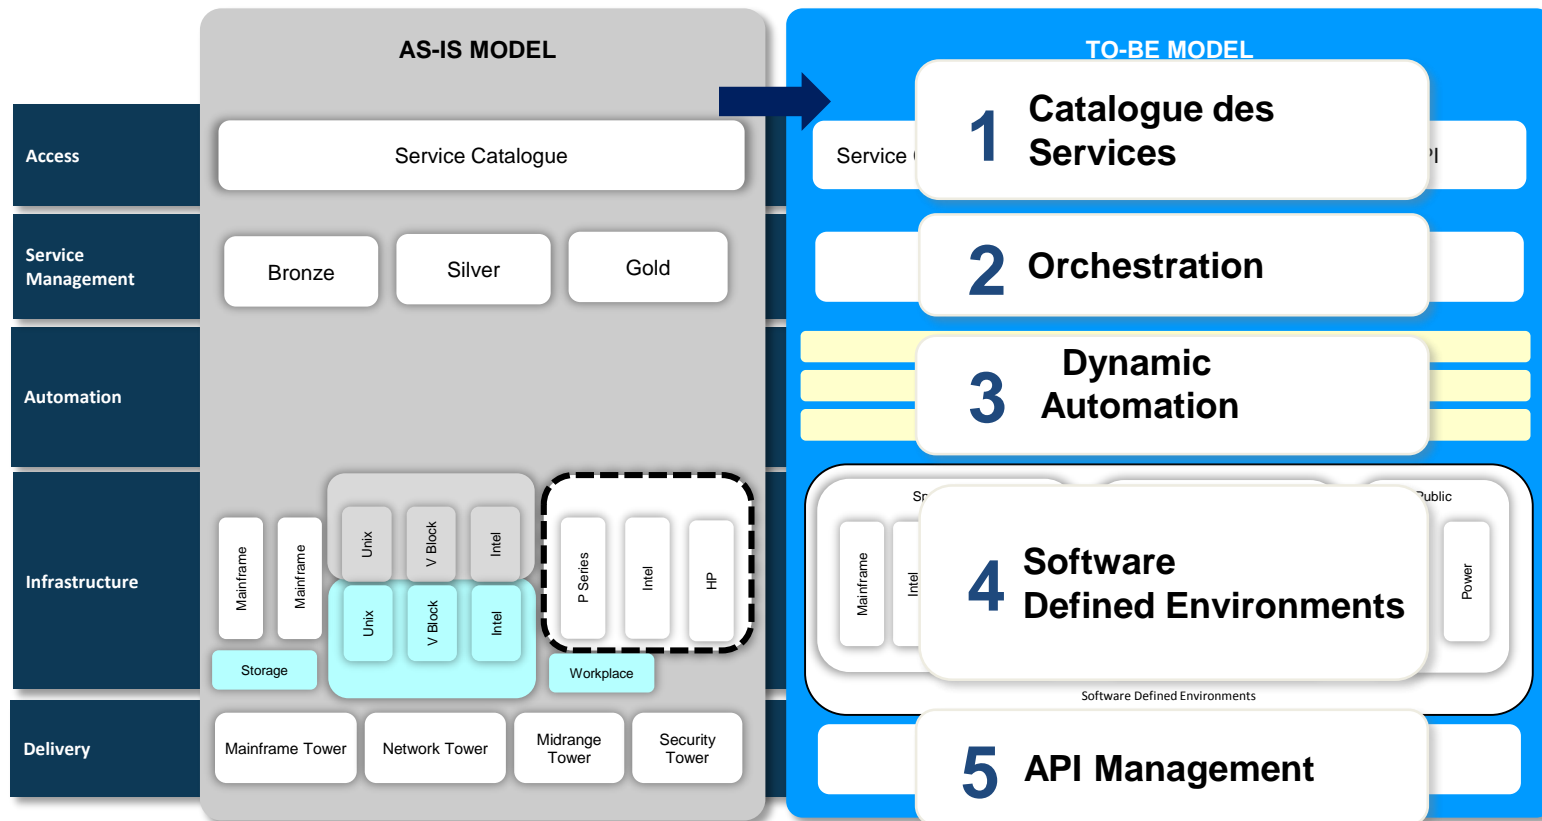 AS-IS MODEL
TO-BE MODEL
Access
Service Catalogue
Service
1
Catalogue des
Services
Service
Management
Bronze
Silver
Gold
2
Orchestration
Automation
3
Dynamic
Automation
Infrastructure
Mainframe
Mainframe
Unix
V Block
Intel
Unix
V Block
Intel
P Series
Intel
HP
Storage
Workplace
Public
Mainframe
Intel
Power
4
Software
Defined Environments
Software Defined Environments
Delivery
Mainframe Tower
Network Tower
Midrange
Tower
Security
Tower
5
API Management